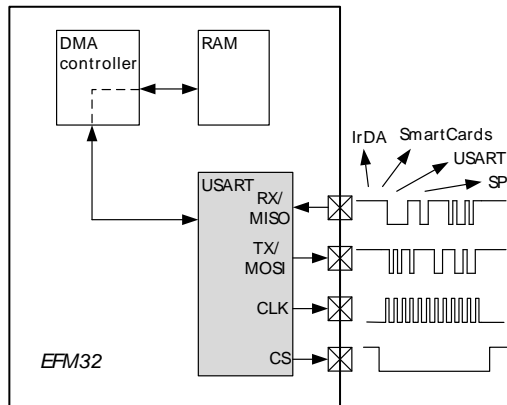 DMA
controller
RAM
IrDA
SmartCards
USART
SP
USART
RX/
MISO
TX/
MOSI
CLK
CS
EFM32